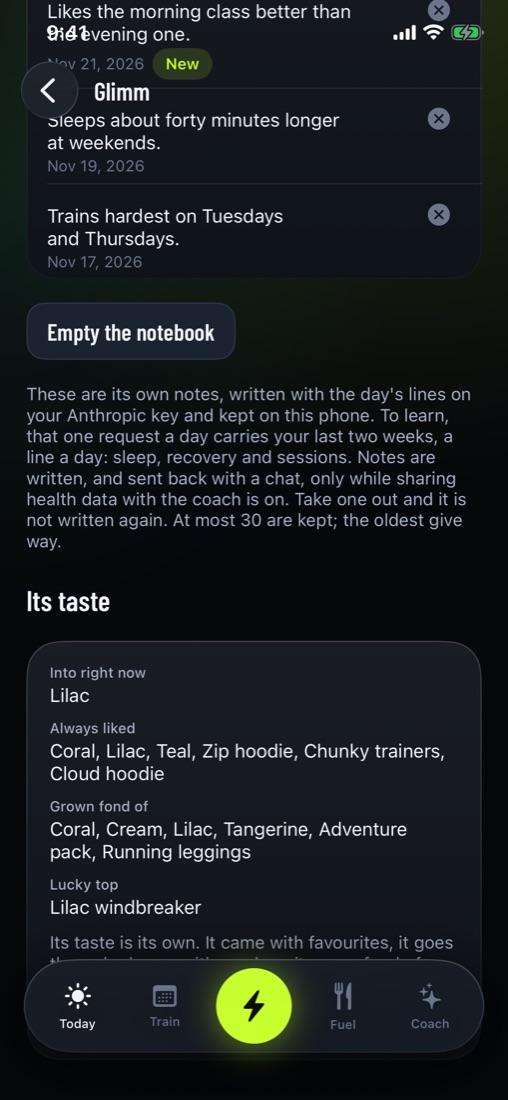 Likes the morning class better than
9:41
the evening one.
Nov 21, 2026 New
Glimm
Sleeps about forty minutes longer
at weekends.
Nov 19, 2026
Trains hardest on Tuesdays
and Thursdays.
Nov 17, 2026
Empty the notebook
These are its own notes, written with the day's lines on
your Anthropic key and kept on this phone. To learn,
that one request a day carries your last two weeks, a
line a day: sleep, recovery and sessions. Notes are
written, and sent back with a chat, only while sharing
health data with the coach is on. Take one out and it is
not written again. At most 30 are kept; the oldest give
way.
Its taste
Into right now
Lilac
Always liked
Coral, Lilac, Teal, Zip hoodie, Chunky trainers,
Cloud hoodie
Grown fond of
Coral, Cream, Lilac, Tangerine, Adventure
pack, Running leggings
Lucky top
Lilac windbreaker
Its taste is its own. It came with favourites, it goes
Today Train Fuel Coach